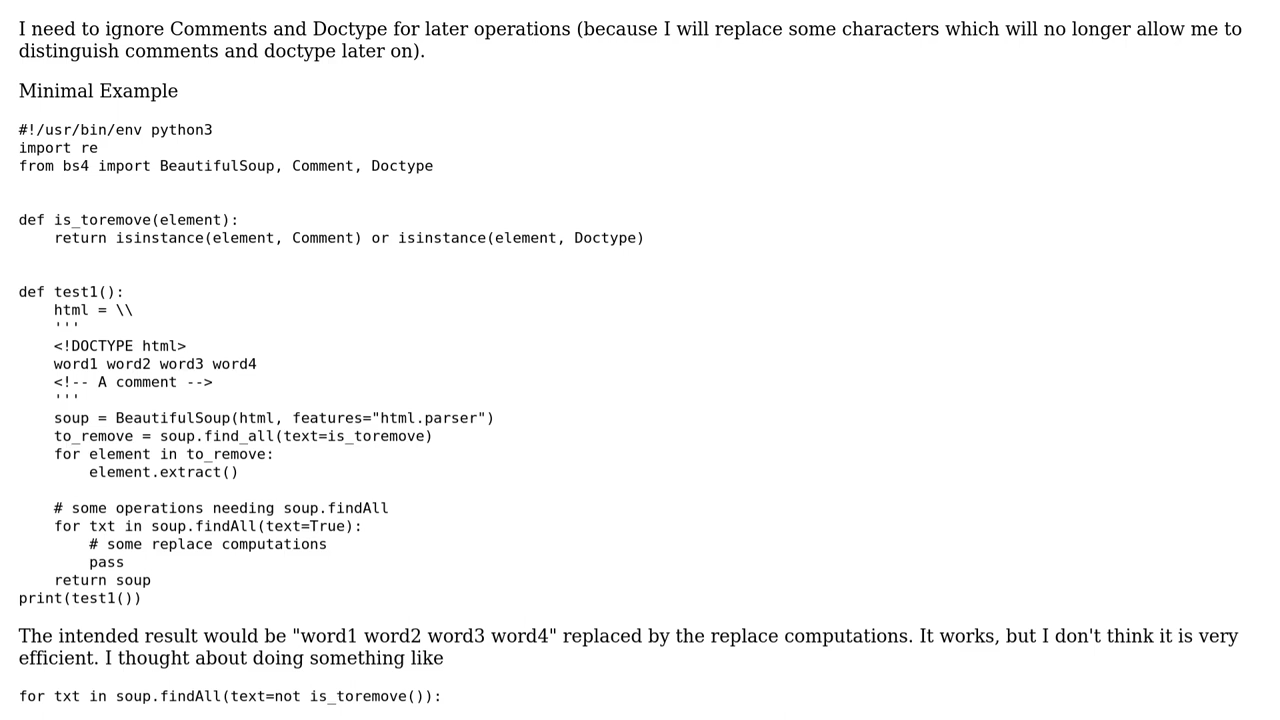 I need to ignore Comments and Doctype for later operations (because I will replace some characters which will no longer allow me to
distinguish comments and doctype later on).
Minimal Example
#!/usr/bin/env python3
import re
from bs4 import BeautifulSoup, Comment, Doctype
def is_toremove(element):
    return isinstance(element, Comment) or isinstance(element, Doctype)
def test1():
    html = \\
    '''
    <!DOCTYPE html>
    word1 word2 word3 word4
    <!-- A comment -->
    '''
    soup = BeautifulSoup(html, features="html.parser")
    to_remove = soup.find_all(text=is_toremove)
    for element in to_remove:
        element.extract()
    # some operations needing soup.findAll
    for txt in soup.findAll(text=True):
        # some replace computations
        pass
    return soup
print(test1())
The intended result would be "word1 word2 word3 word4" replaced by the replace computations. It works, but I don't think it is very
efficient. I thought about doing something like
for txt in soup.findAll(text=not is_toremove()):